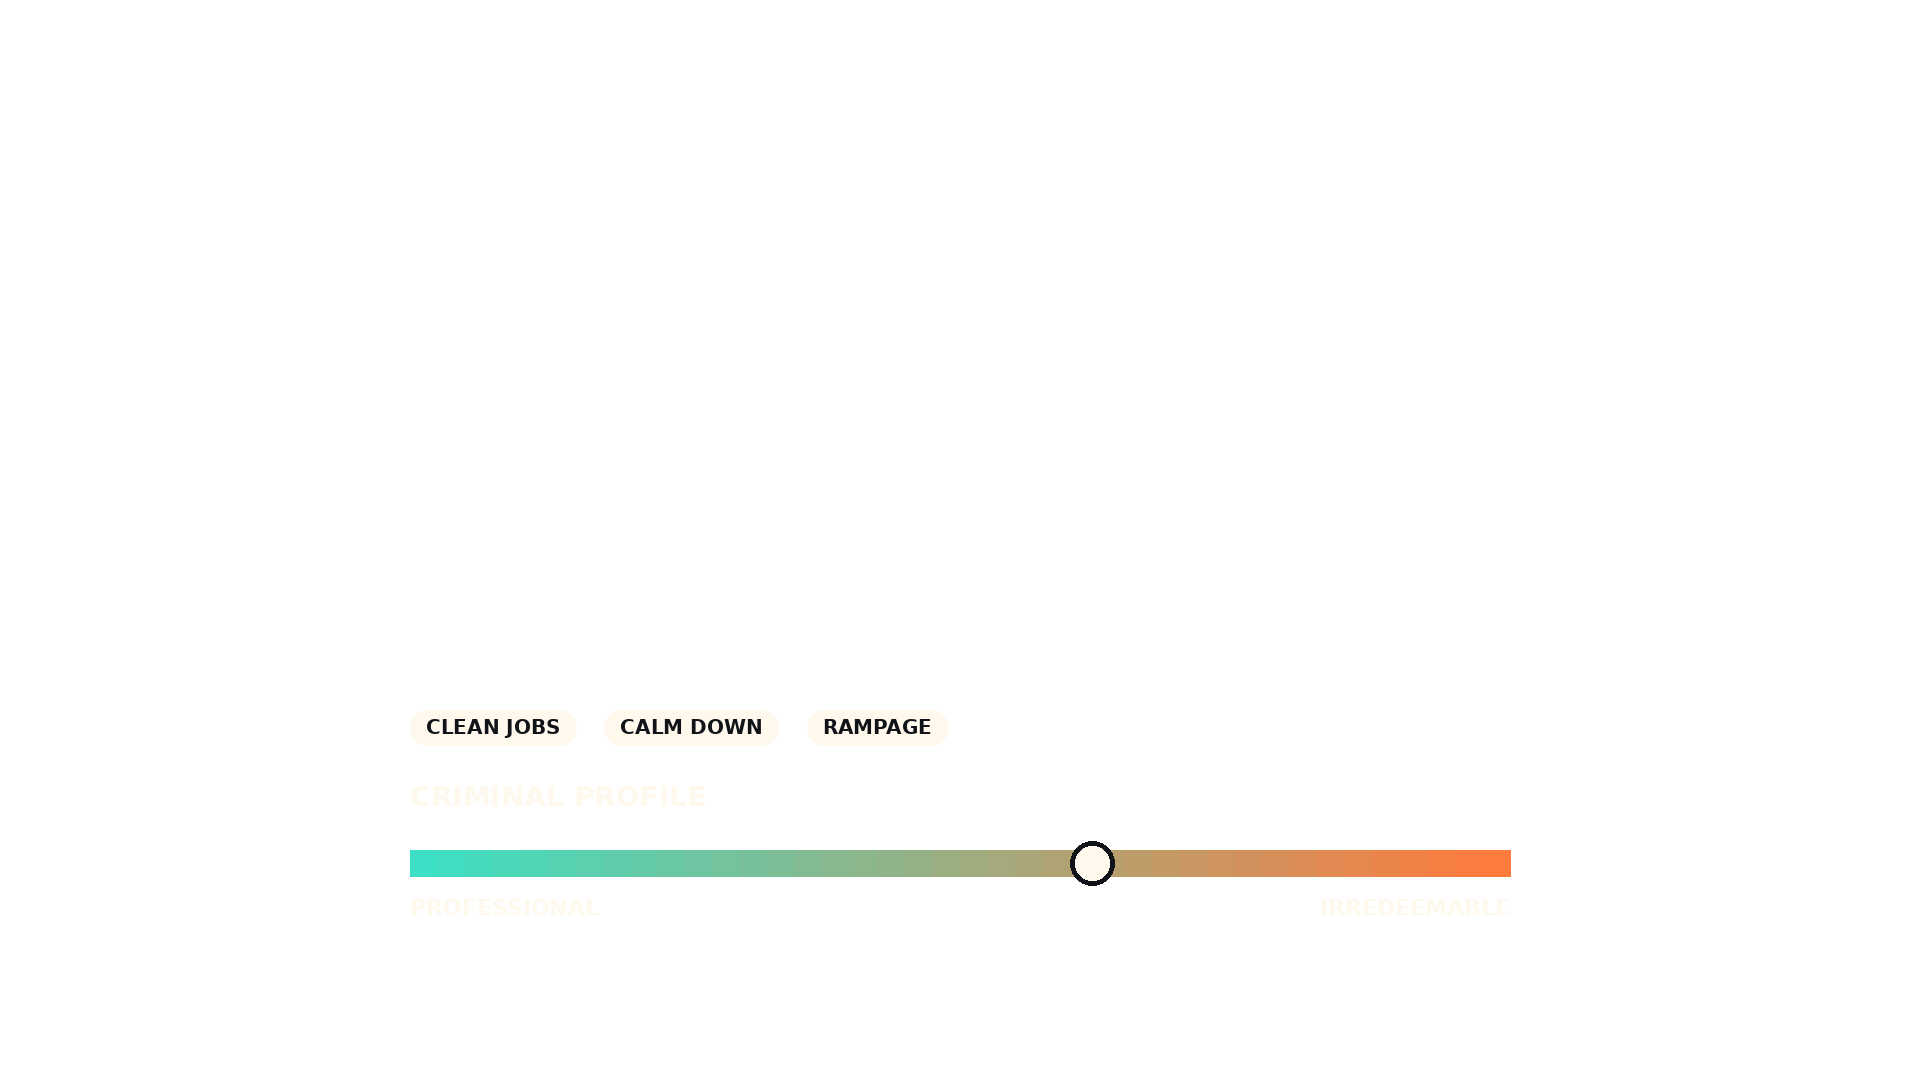 CLEAN JOBS CALM DOWN RAMPAGE
CRIMINAL PROFILE
PROFESSIONAL IRREDEEMABLE